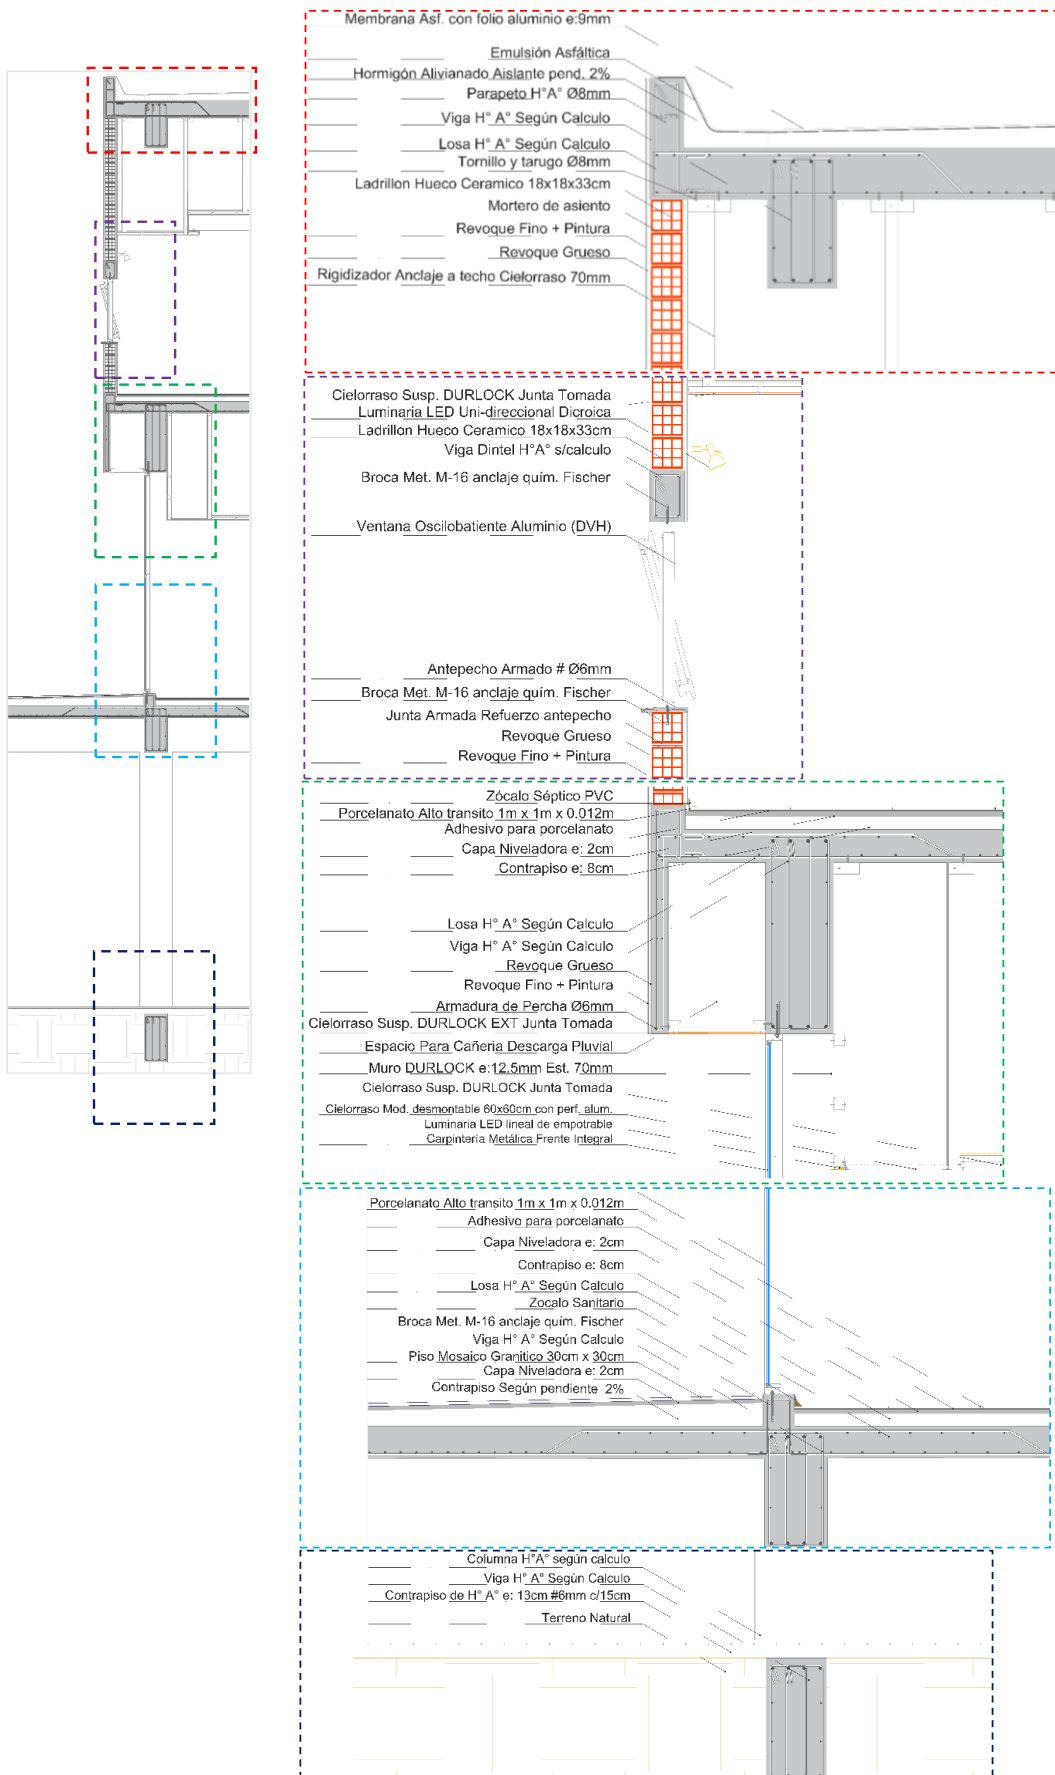 Membrana Asf. con folio aluminio e:9mm
Emulsión Asfáltica
Hormigón Alivianado Aislante pend. 2%
Parapeto H°A° Ø8mm
Viga H° A° Según Calculo
Losa H° A° Según Calculo
Tornillo y tarugo Ø8mm
Ladrillon Hueco Ceramico 18x18x33cm
Mortero de asiento
Revoque Fino + Pintura
Revoque Grueso
Rigidizador Anclaje a techo Cielorraso 70mm
Cielorraso Susp. DURLOCK Junta Tomada
Luminaria LED Uni-direccional Dicroica
Ladrillon Hueco Ceramico 18x18x33cm
Viga Dintel H°A° s/calculo
Broca Met. M-16 anclaje quím. Fischer
Ventana Oscilobatiente Aluminio (DVH)
Antepecho Armado # Ø6mm
Broca Met. M-16 anclaje quím. Fischer
Junta Armada Refuerzo antepecho
Revoque Grueso
Revoque Fino + Pintura
Zócalo Séptico PVC
Porcelanato Alto transito 1m x 1m x 0.012m
Adhesivo para porcelanato
Capa Niveladora e: 2cm
Contrapiso e: 8cm
Losa H° A° Según Calculo
Viga H° A° Según Calculo
Revoque Grueso
Revoque Fino + Pintura
Armadura de Percha Ø6mm
Cielorraso Susp. DURLOCK EXT Junta Tomada
Espacio Para Cañeria Descarga Pluvial
Muro DURLOCK e:12.5mm Est. 70mm
Cielorraso Susp. DURLOCK Junta Tomada
Cielorraso Mod. desmontable 60x60cm con perf. alum.
Luminaria LED lineal de empotrable
Carpintería Metálica Frente Integral
Porcelanato Alto transito 1m x 1m x 0.012m
Adhesivo para porcelanato
Capa Niveladora e: 2cm
Contrapiso e: 8cm
Losa H° A° Según Calculo
Zocalo Sanitario
Broca Met. M-16 anclaje quím. Fischer
Viga H° A° Según Calculo
Piso Mosaico Granitico 30cm x 30cm
Capa Niveladora e: 2cm
Contrapiso Según pendiente 2%
Columna H°A° según calculo
Viga H° A° Según Calculo
Contrapiso de H° A° e: 13cm #6mm c/15cm
Terreno Natural